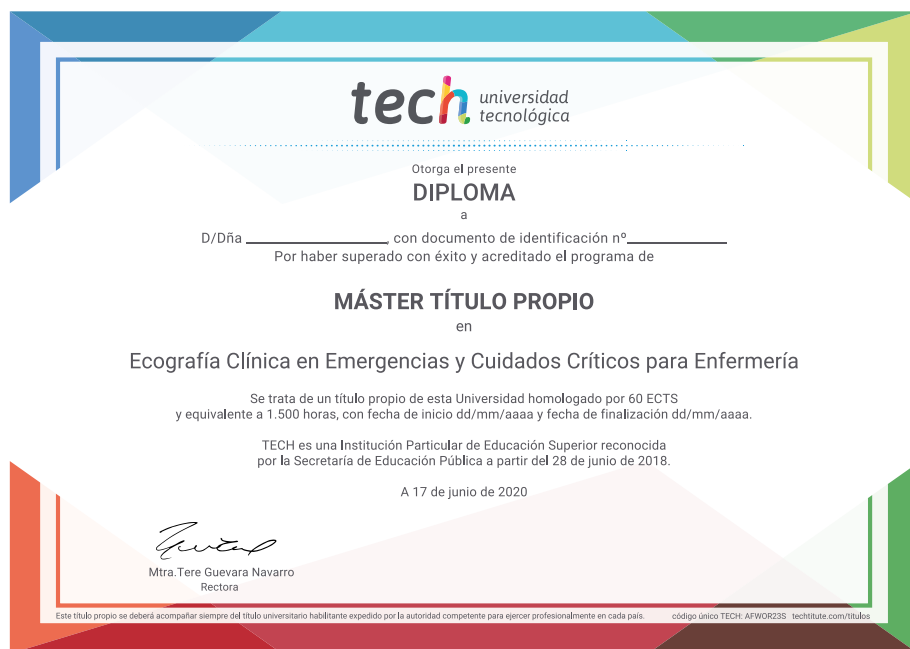 tech universidad
tecnológica
Otorga el presente
DIPLOMA
a
D/Dña ________________, con documento de identificación nº____________
Por haber superado con éxito y acreditado el programa de
MÁSTER TÍTULO PROPIO
en
Ecografía Clínica en Emergencias y Cuidados Críticos para Enfermería
Se trata de un título propio de esta Universidad homologado por 60 ECTS
y equivalente a 1.500 horas, con fecha de inicio dd/mm/aaaa y fecha de finalización dd/mm/aaaa.
TECH es una Institución Particular de Educación Superior reconocida
por la Secretaría de Educación Pública a partir del 28 de junio de 2018.
A 17 de junio de 2020
Mtra.Tere Guevara Navarro
Rectora
Este título propio se deberá acompañar siempre del título universitario habilitante expedido por la autoridad competente para ejercer profesionalmente en cada país. código único TECH: AFWOR23S techtitute.com/titulos